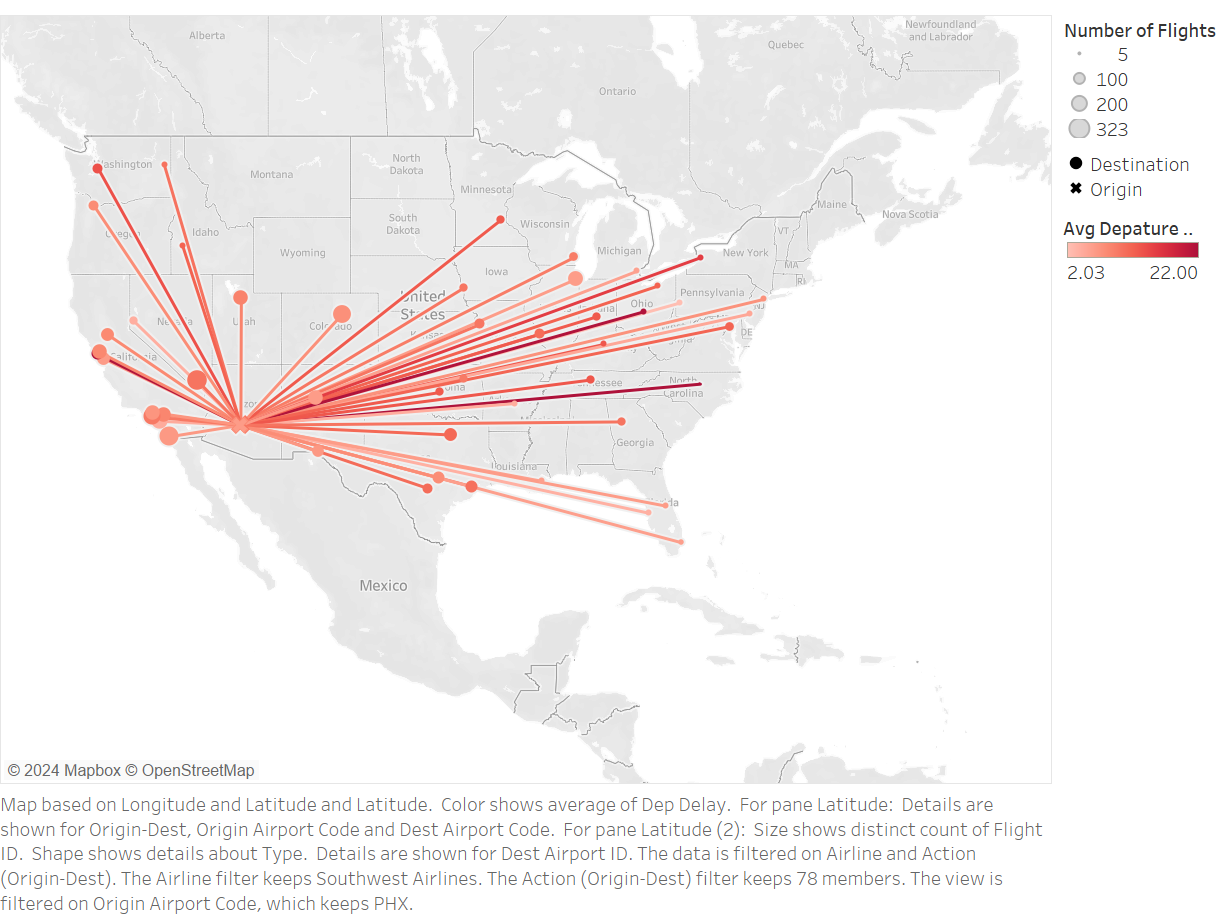 Newfoundland
and Labrador
Alberta
Quebec
Ontario
Washington
North
Dakota
Montana
Minnesota
Maine
Nova Scotia
South
Dakota
Oregon
Idaho
Wisconsin
VT
Wyoming
Michigan
New York
MA
Iowa
RI
Pennsylvania
United
States
Ohio
NJ
Utah
DE
California
North
Carolina
Georgia
Louisiana
Mexico
© 2024 Mapbox © OpenStreetMap
Number of Flights
5
100
200
323
Destination
Origin
Avg Depature ..
2.03 22.00
Map based on Longitude and Latitude and Latitude. Color shows average of Dep Delay. For pane Latitude: Details are
shown for Origin-Dest, Origin Airport Code and Dest Airport Code. For pane Latitude (2): Size shows distinct count of Flight
ID. Shape shows details about Type. Details are shown for Dest Airport ID. The data is filtered on Airline and Action
(Origin-Dest). The Airline filter keeps Southwest Airlines. The Action (Origin-Dest) filter keeps 78 members. The view is
filtered on Origin Airport Code, which keeps PHX.